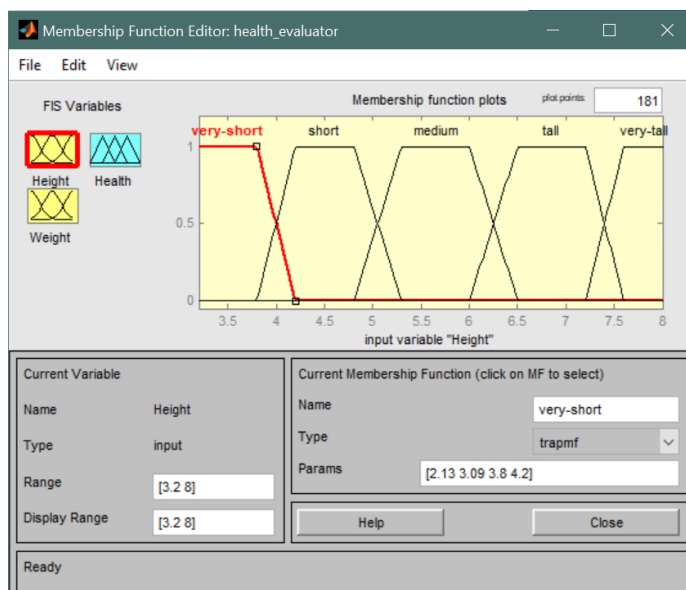 Membership Function Editor: health_evaluator
File Edit View
FIS Variables
Height
Health
Weight
Membership function plots
plot points:
181
very-short
short
medium
tall
very-tall
1
0.5
0
3.5 4 4.5 5 5.5 6 6.5 7 7.5 8
input variable "Height"
Current Variable
Name Height
Type input
Range [3.2 8]
Display Range [3.2 8]
Current Membership Function (click on MF to select)
Name very-short
Type trapmf
Params [2.13 3.09 3.8 4.2]
Help Close
Ready